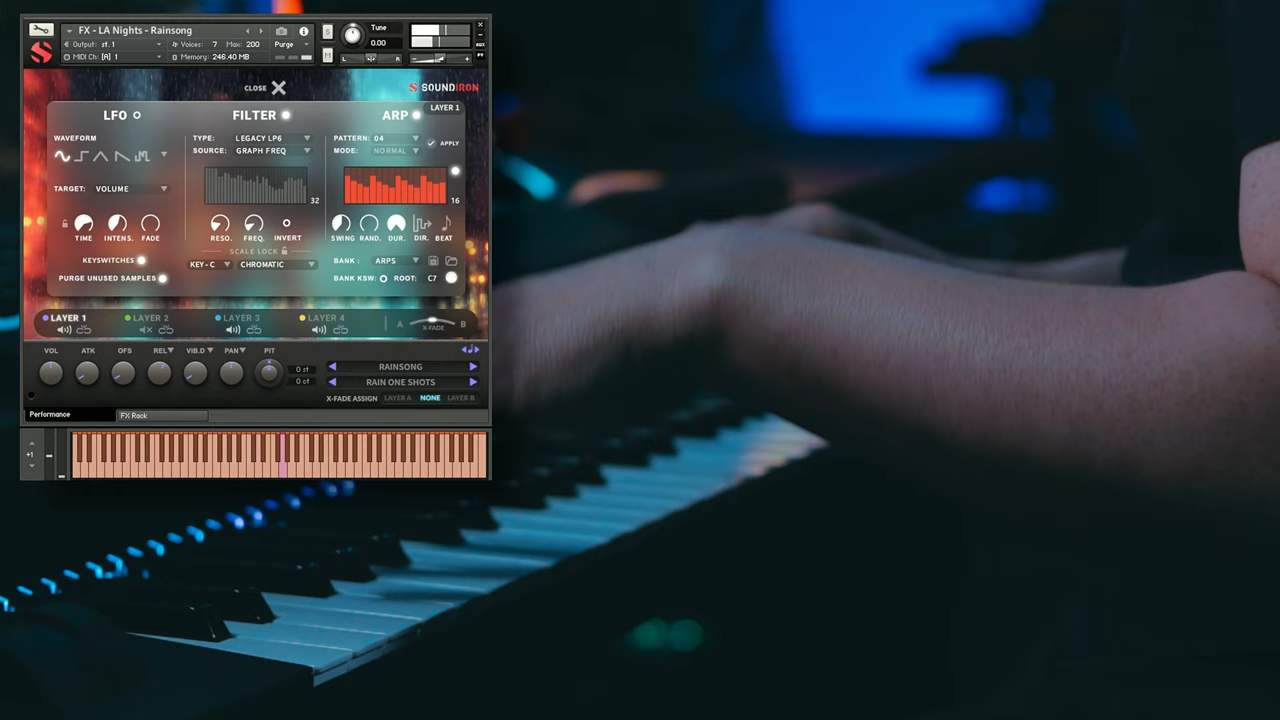 FX - LA Nights - Rainsong
Output: st. 1
Voices: 7 Max: 200
Purge
MIDI Ch: [A] 1
Memory: 246.40 MB
S
M
Tune
0.00
L R
- +
AUX
PV
CLOSE
SOUNDIRON
LAYER 1
LFO
FILTER
ARP
WAVEFORM
TARGET: VOLUME
TIME INTENS. FADE
KEYSWITCHES
PURGE UNUSED SAMPLES
TYPE: LEGACY LP6
SOURCE: GRAPH FREQ
32
RESO. FREQ. INVERT
SCALE LOCK
KEY - C CHROMATIC
PATTERN: 04
MODE: NORMAL
APPLY
16
SWING RAND. DUR. DIR. BEAT
BANK : ARPS
BANK KSW: ROOT: C7
LAYER 1 LAYER 2 LAYER 3 LAYER 4
A X-FADE B
VOL ATK OFS REL VIB.D PAN PIT
0 st
0 ct
RAINSONG
RAIN ONE SHOTS
X-FADE ASSIGN LAYER A NONE LAYER B
Performance FX Rack
+1